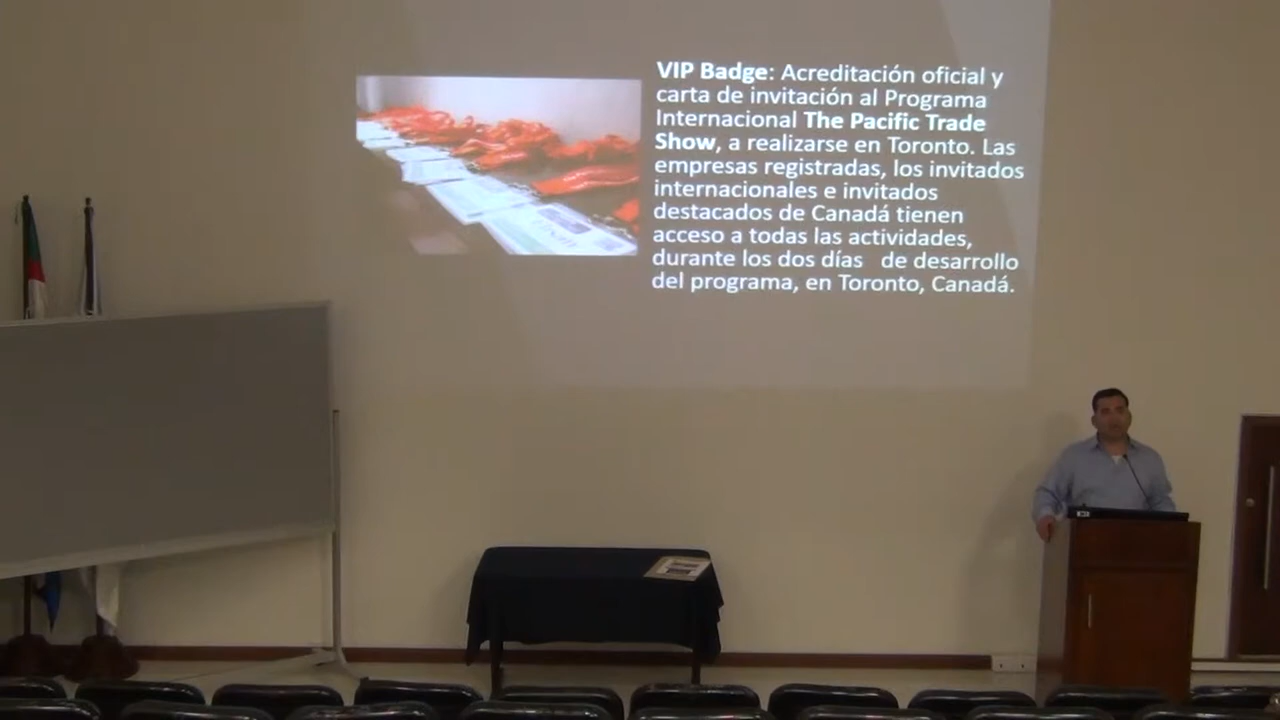 VIP Badge: Acreditación oficial y
carta de invitación al Programa
Internacional The Pacific Trade
Show, a realizarse en Toronto. Las
empresas registradas, los invitados
internacionales e invitados
destacados de Canadá tienen
acceso a todas las actividades,
durante los dos días   de desarrollo
del programa, en Toronto, Canadá.